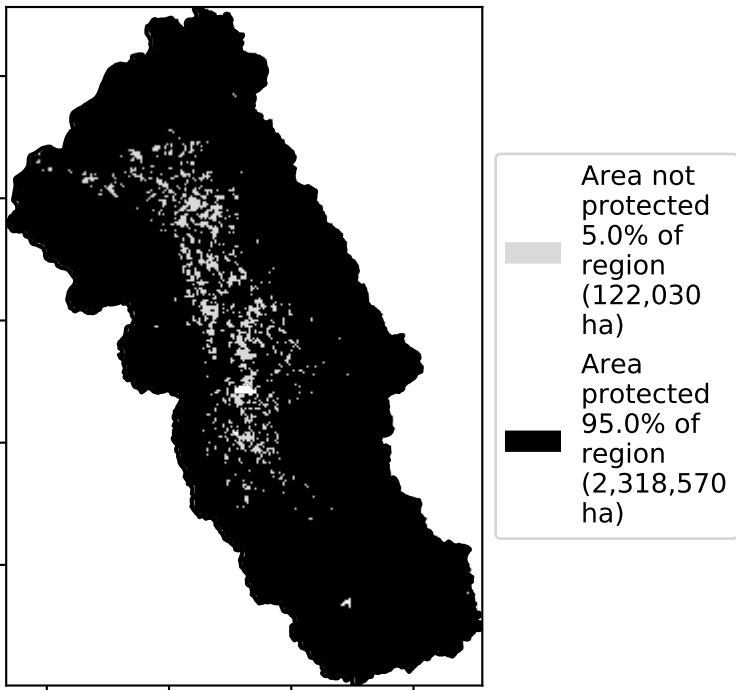 Area not
protected
5.0% of
region
(122,030
ha)
Area
protected
95.0% of
region
(2,318,570
ha)